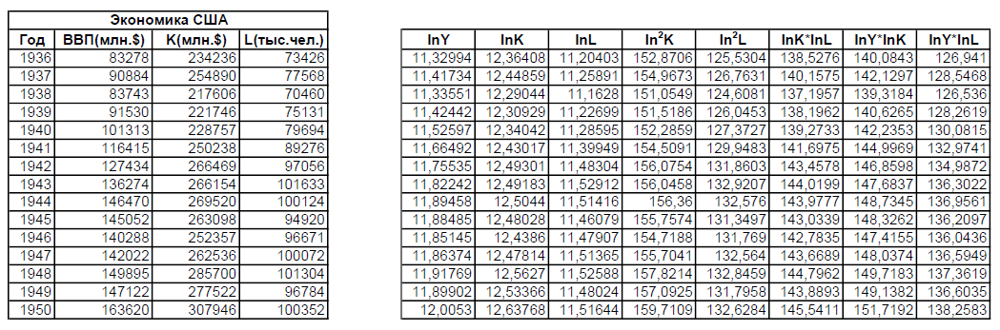 Экономика США
Год ВВП(млн.$) К(млн.$) L(тыс.чел.) lnY lnK lnL ln²K ln²L lnK*lnL lnY*lnK lnY*lnL
1936 83278 234236 73426 11,32994 12,36408 11,20403 152,8706 125,5304 138,5276 140,0843 126,941
1937 90884 254890 77568 11,41734 12,44859 11,25891 154,9673 126,7631 140,1575 142,1297 128,5468
1938 83743 217606 70460 11,33551 12,29044 11,1628 151,0549 124,6081 137,1957 139,3184 126,536
1939 91530 221746 75131 11,42442 12,30929 11,22699 151,5186 126,0453 138,1962 140,6265 128,2619
1940 101313 228757 79694 11,52597 12,34042 11,28595 152,2859 127,3727 139,2733 142,2353 130,0815
1941 116415 250238 89276 11,66492 12,43017 11,39949 154,5091 129,9483 141,6975 144,9969 132,9741
1942 127434 266469 97056 11,75535 12,49301 11,48304 156,0754 131,8603 143,4578 146,8598 134,9872
1943 136274 266154 101633 11,82242 12,49183 11,52912 156,0458 132,9207 144,0199 147,6837 136,3022
1944 146470 269520 100124 11,89458 12,5044 11,51416 156,36 132,576 143,9777 148,7345 136,9561
1945 145052 263098 94920 11,88485 12,48028 11,46079 155,7574 131,3497 143,0339 148,3262 136,2097
1946 140288 252357 96671 11,85145 12,4386 11,47907 154,7188 131,769 142,7835 147,4155 136,0436
1947 142022 262536 100072 11,86374 12,47814 11,51365 155,7041 132,564 143,6689 148,0374 136,5949
1948 149895 285700 101304 11,91769 12,5627 11,52588 157,8214 132,8459 144,7962 149,7183 137,3619
1949 147122 277522 96784 11,89902 12,53366 11,48024 157,0925 131,7958 143,8893 149,1382 136,6035
1950 163620 307946 100352 12,0053 12,63768 11,51644 159,7109 132,6284 145,5411 151,7192 138,2583